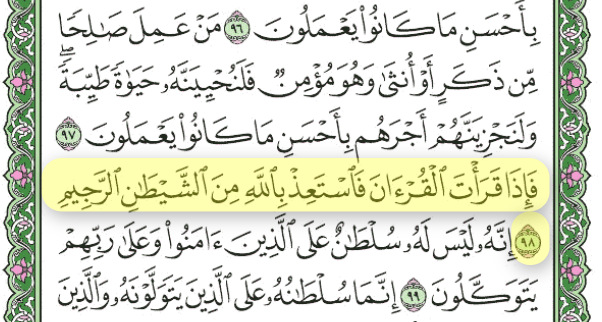 بِأَحْسَنِ مَا كَانُوا۟ يَعْمَلُونَ ٩٦ مَنْ عَمِلَ صَـٰلِحًا
مِّن ذَكَرٍ أَوْ أُنثَىٰ وَهُوَ مُؤْمِنٌ فَلَنُحْيِيَنَّهُۥ حَيَوٰةً طَيِّبَةً ۖ
وَلَنَجْزِيَنَّهُمْ أَجْرَهُم بِأَحْسَنِ مَا كَانُوا۟ يَعْمَلُونَ ٩٧
فَإِذَا قَرَأْتَ ٱلْقُرْءَانَ فَٱسْتَعِذْ بِٱللَّهِ مِنَ ٱلشَّيْطَـٰنِ ٱلرَّجِيمِ
٩٨ إِنَّهُۥ لَيْسَ لَهُۥ سُلْطَـٰنٌ عَلَى ٱلَّذِينَ ءَامَنُوا۟ وَعَلَىٰ رَبِّهِمْ
يَتَوَكَّلُونَ ٩٩ إِنَّمَا سُلْطَـٰنُهُۥ عَلَى ٱلَّذِينَ يَتَوَلَّوْنَهُۥ وَٱلَّذِينَ